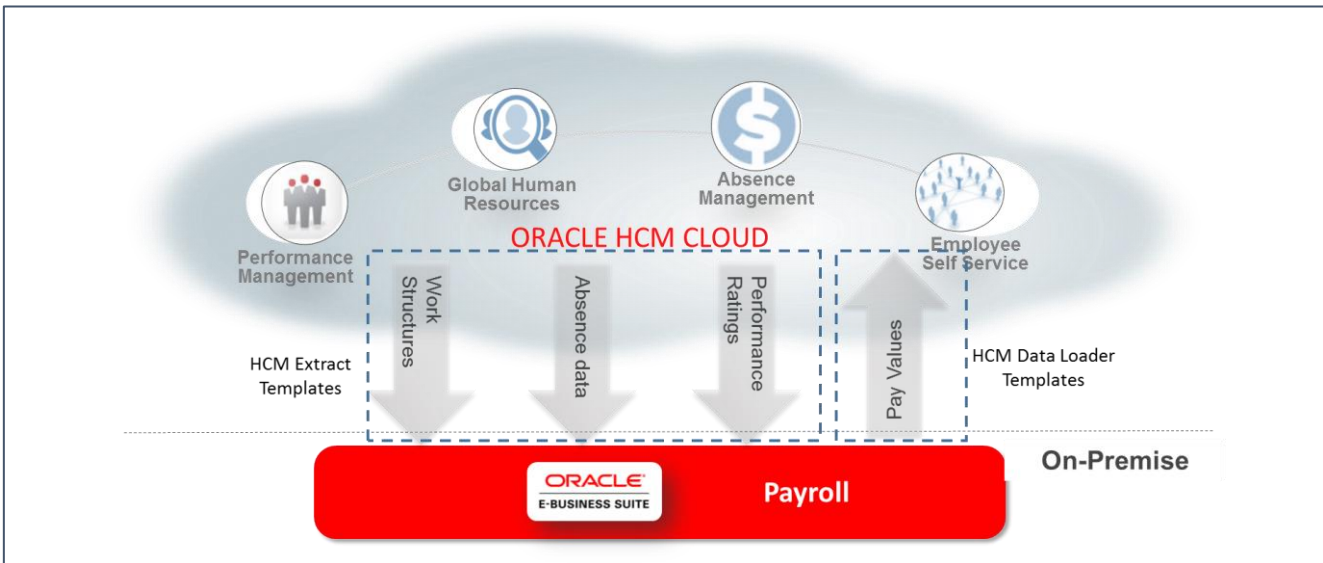 Global Human
Resources
Absence
Management
Performance
Management
ORACLE HCM CLOUD
Employee
Self Service
HCM Extract
Templates
Work
Structures
Absence data
Performance
Ratings
Pay Values
HCM Data Loader
Templates
On-Premise
ORACLE
E-BUSINESS SUITE
Payroll